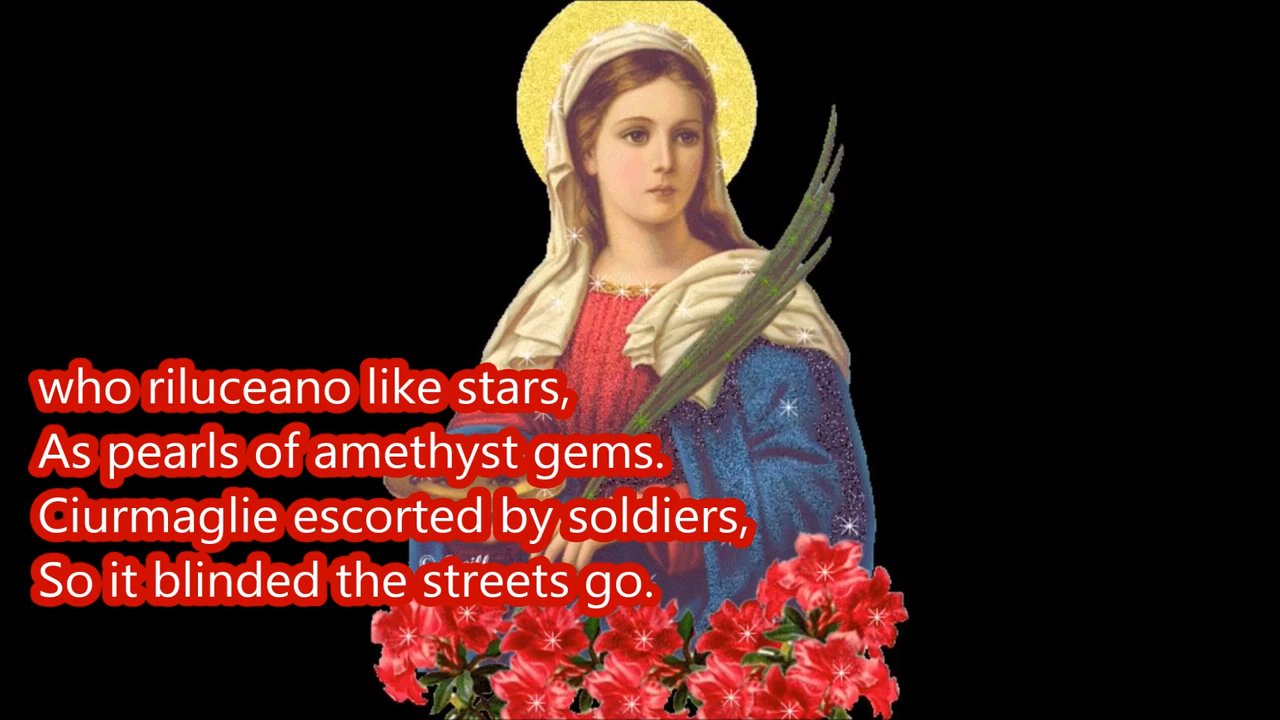 who riluceano like stars,
As pearls of amethyst gems.
Ciurmaglie escorted by soldiers,
So it blinded the streets go.